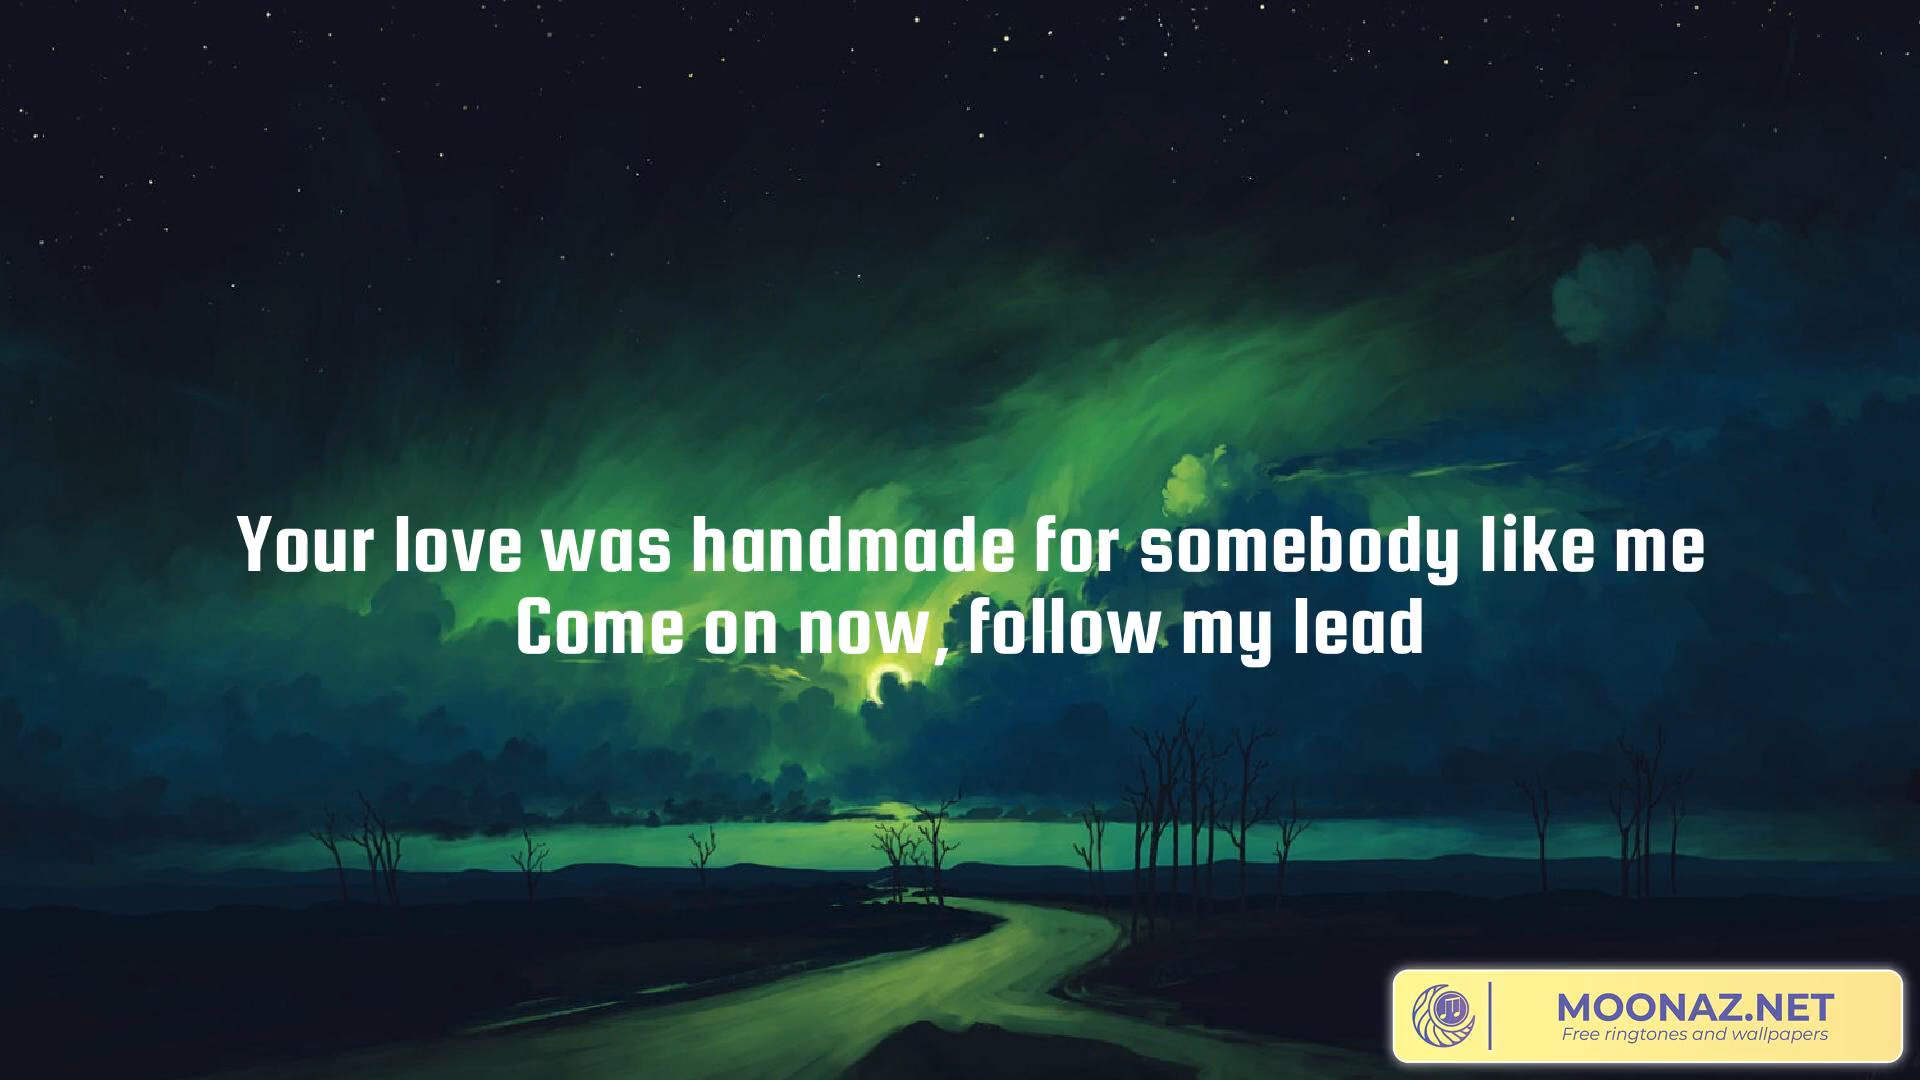 Your love was handmade for somebody like me
Come on now, follow my lead
MOONAZ.NET
Free ringtones and wallpapers